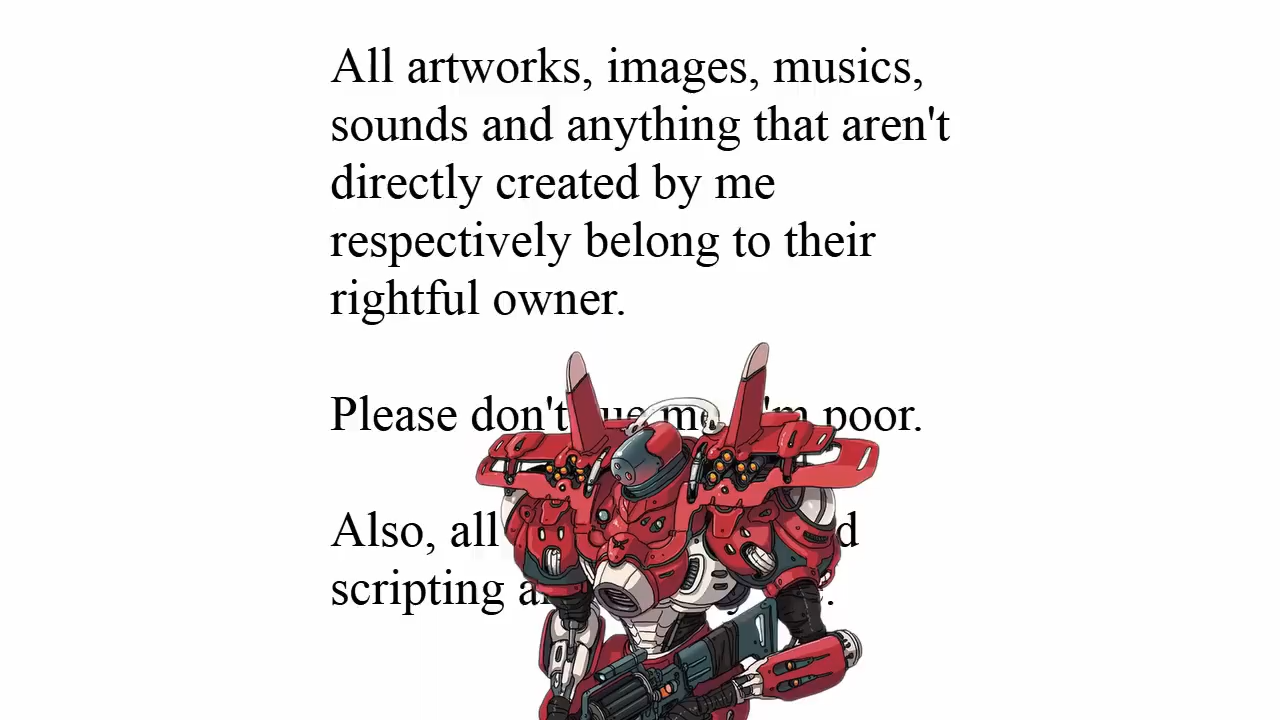 All artworks, images, musics,
sounds and anything that aren't
directly created by me
respectively belong to their
rightful owner.
Please don't me I'm poor.
Also, all
scripting